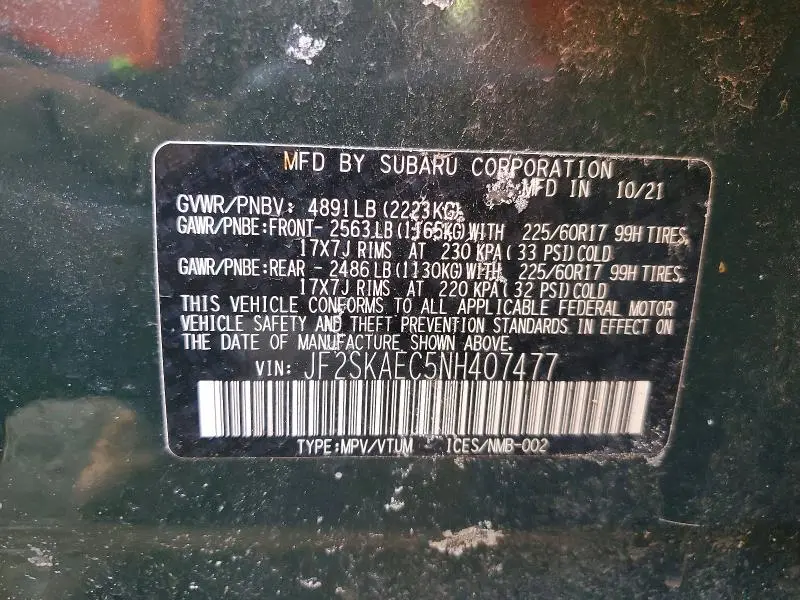 MFD BY SUBARU CORPORATION
MFD IN 10/21
GVWR/PNBV: 4891LB(2223KG)
GAWR/PNBE:FRONT- 2563LB(1165KG)WITH 225/60R17 99H TIRES,
17X7J RIMS AT 230 KPA(33 PSI)COLD
GAWR/PNBE:REAR - 2486LB(1130KG)WITH 225/60R17 99H TIRES,
17X7J RIMS AT 220 KPA(32 PSI)COLD
THIS VEHICLE CONFORMS TO ALL APPLICABLE FEDERAL MOTOR
VEHICLE SAFETY AND THEFT PREVENTION STANDARDS IN EFFECT ON
THE DATE OF MANUFACTURE SHOWN ABOVE.
VIN: JF2SKAEC5NH407477
TYPE:MPV/VTUM - ICES/NMB-002